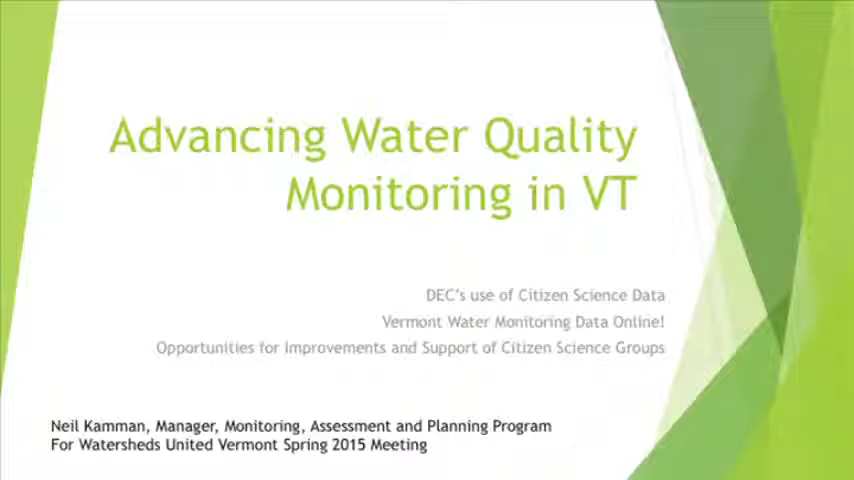 Advancing Water Quality
Monitoring in VT
DEC's use of Citizen Science Data
Vermont Water Monitoring Data Online!
Opportunities for Improvements and Support of Citizen Science Groups
Neil Kamman, Manager, Monitoring, Assessment and Planning Program
For Watersheds United Vermont Spring 2015 Meeting